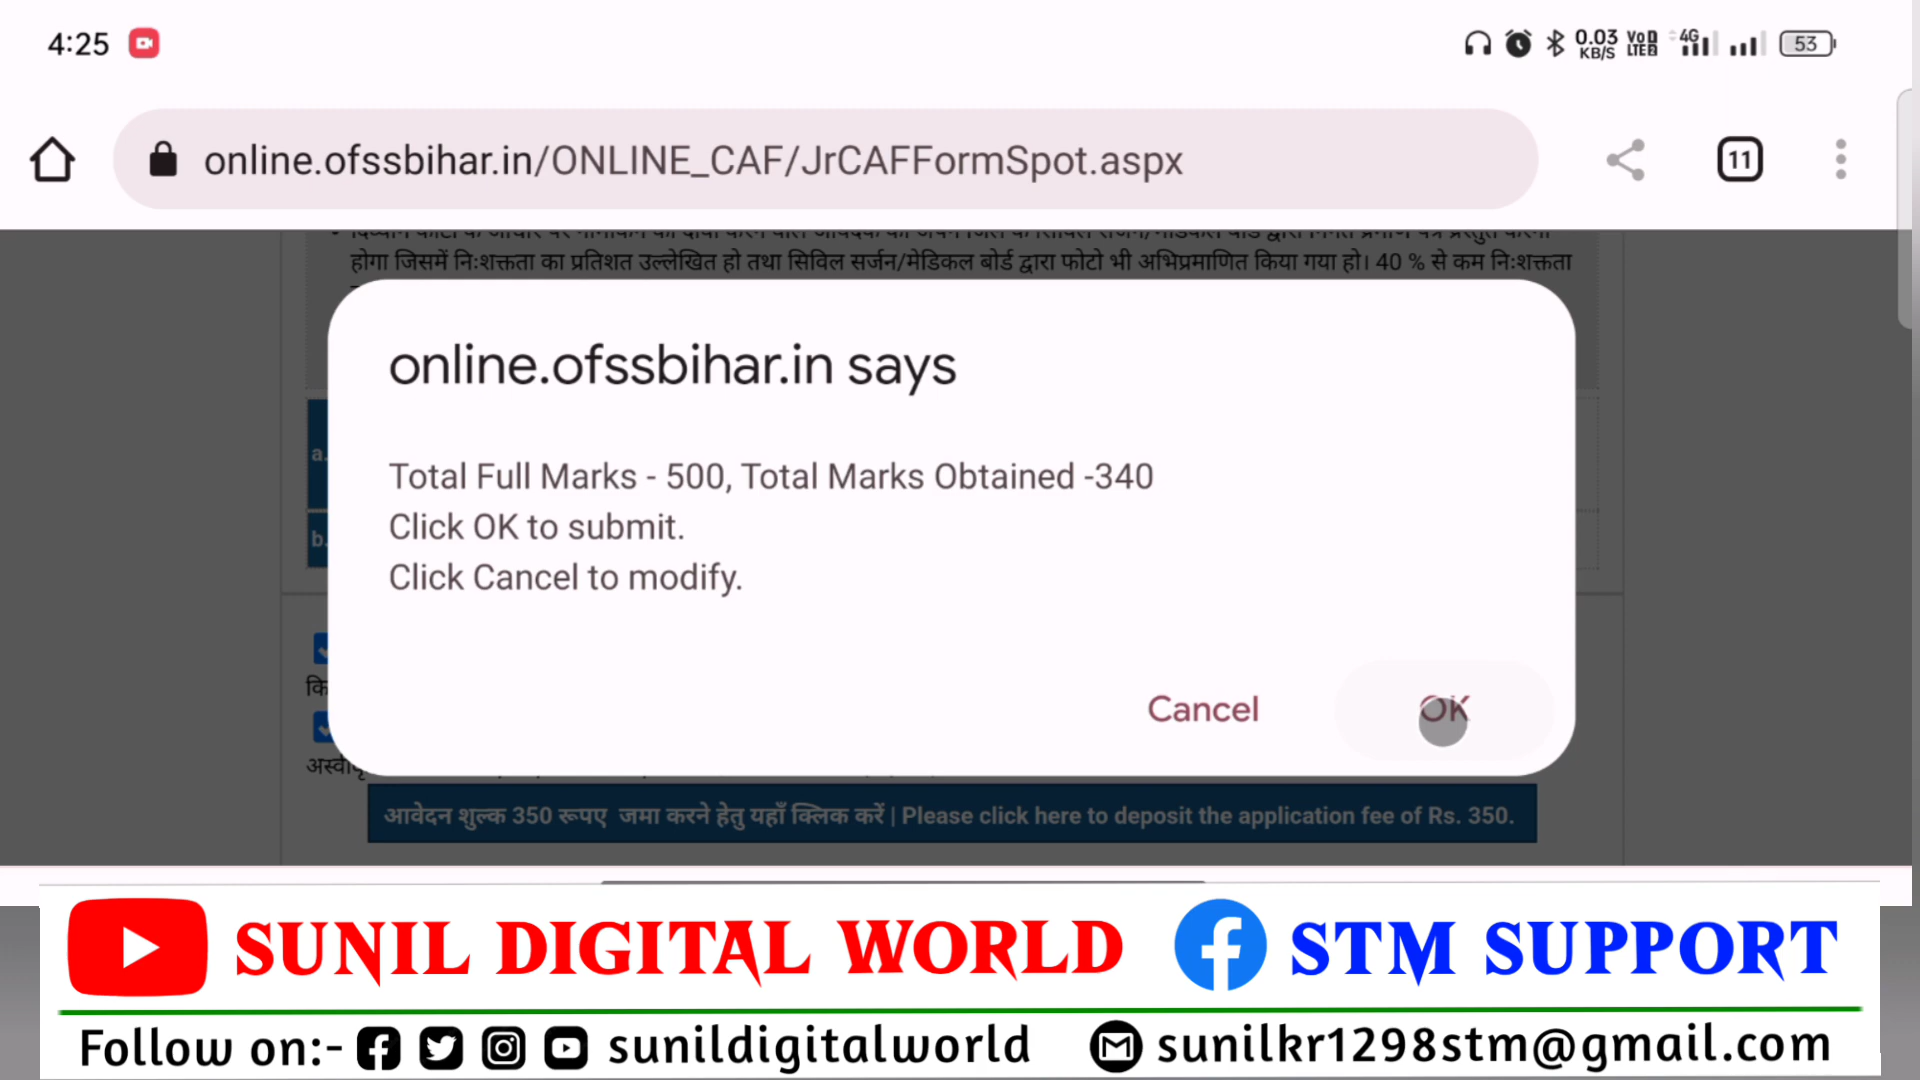 4:25
0.03 KB/S VoD LTE2 4G 53
online.ofssbihar.in/ONLINE_CAF/JrCAFFormSpot.aspx
11
होगा जिसमें निःशक्तता का प्रतिशत उल्लेखित हो तथा सिविल सर्जन/मेडिकल बोर्ड द्वारा फोटो भी अभिप्रमाणित किया गया हो। 40 % से कम निःशक्तता
online.ofssbihar.in says
a.
Total Full Marks - 500, Total Marks Obtained -340
Click OK to submit.
b.
Click Cancel to modify.
कि
Cancel OK
आवेदन शुल्क 350 रूपए जमा करने हेतु यहाँ क्लिक करें | Please click here to deposit the application fee of Rs. 350.
SUNIL DIGITAL WORLD STM SUPPORT
Follow on:- sunildigitalworld sunilkr1298stm@gmail.com